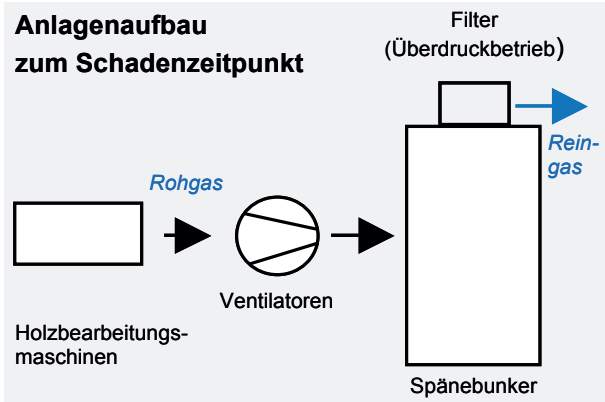 Anlagenaufbau
zum Schadenzeitpunkt
Filter
(Überdruckbetrieb)
Rein-
gas
Rohgas
Ventilatoren
Holzbearbeitungs-
maschinen
Spänebunker